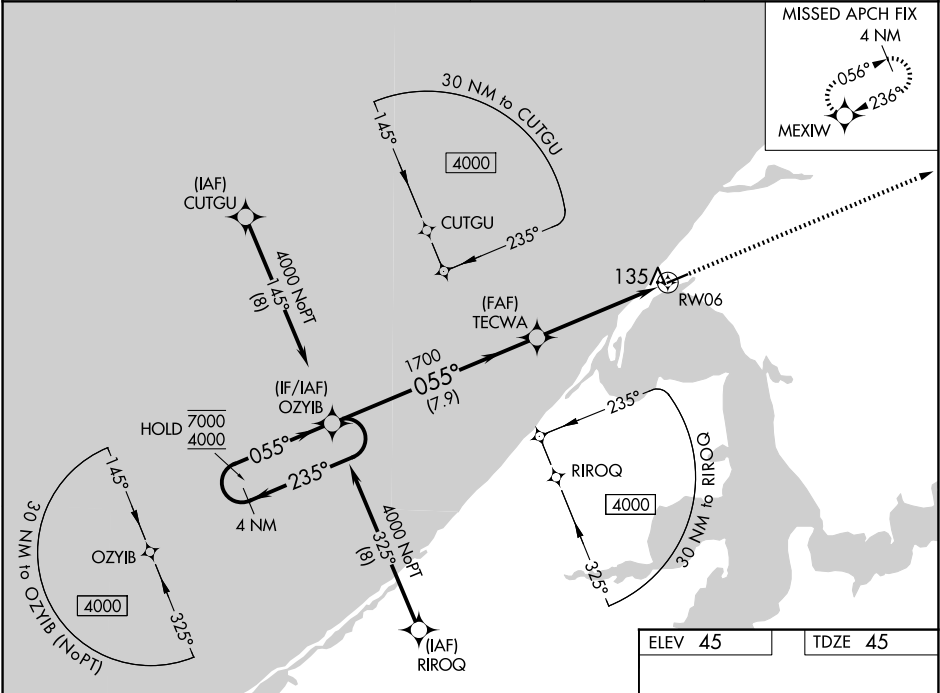 MISSED APCH FIX
4 NM
056°
236°
MEXIW
30 NM to CUTGU
145°
4000
CUTGU
235°
(IAF)
CUTGU
4000 NoPT
145°
(8)
135
RW06
(FAF)
TECWA
1700
055°
(7.9)
(IF/IAF)
OZYIB
HOLD 7000
4000
055°
235°
4 NM
145°
OZYIB
4000
325°
30 NM to OZYIB (NoPT)
4000 NoPT
325°
(8)
(IAF)
RIROQ
235°
RIROQ
4000
325°
30 NM to RIROQ
ELEV 45
TDZE 45